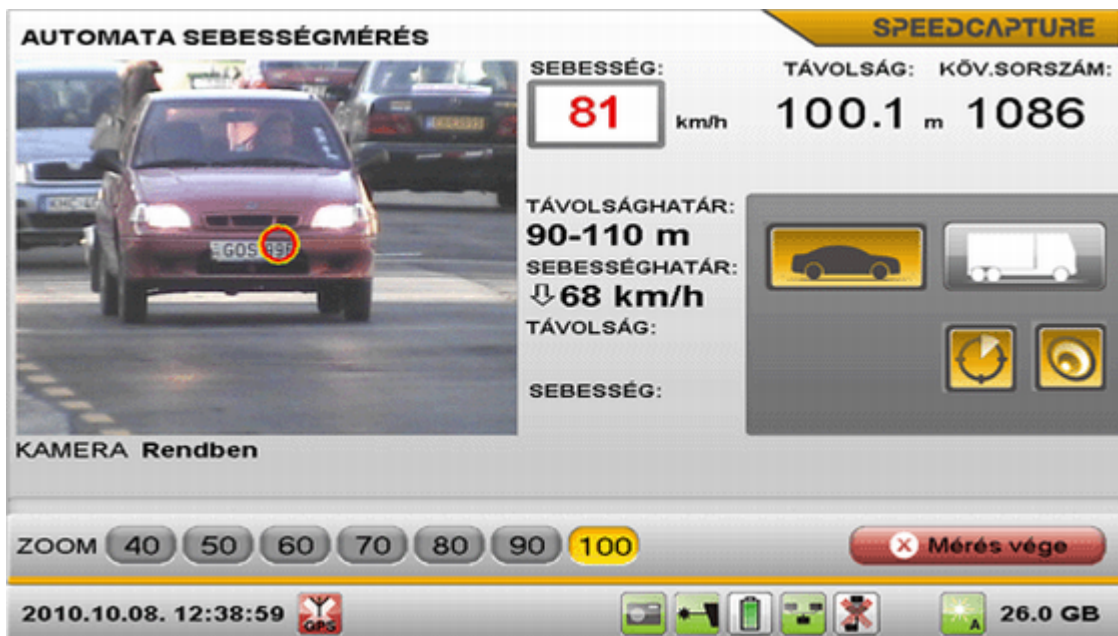 AUTOMATA SEBESSÉGMÉRÉS
SPEEDCAPTURE
SEBESSÉG:
81 km/h
TÁVOLSÁG:
100.1 m
KÖV.SORSZÁM:
1086
TÁVOLSÁGHATÁR:
90-110 m
SEBESSÉGHATÁR:
⇩68 km/h
TÁVOLSÁG:
SEBESSÉG:
GOS
KAMERA Rendben
ZOOM 40 50 60 70 80 90 100
Mérés vége
2010.10.08. 12:38:59
GPS
A
26.0 GB